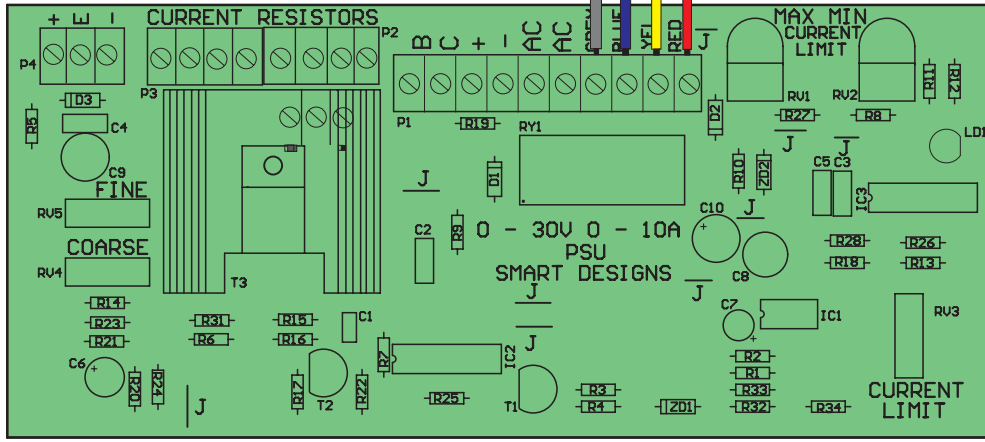 + E −
CURRENT RESISTORS
P2
P4
P3
B C + − AC AC GREY BLUE YEL RED
J
MAX MIN
CURRENT
LIMIT
R5
D3
C4
C9
P1
R19
RY1
D2
RV1
RV2
R27
R8
R11
R12
LD1
J
J
FINE
RV5
J
D1
R10
ZD2
C5 C3
IC3
COARSE
RV4
T3
C2
R9
0 - 30V 0 - 10A
PSU
SMART DESIGNS
C10
J
C8
R28
R18
R26
R13
J
J
J
R14
R23
R21
R31
R6
R15
R16
C1
C7
IC1
RV3
C6
R20
R24
J
R17
T2
R22
R7
IC2
R25
T1
R3
R4
ZD1
R2
R1
R33
R32
R34
CURRENT
LIMIT